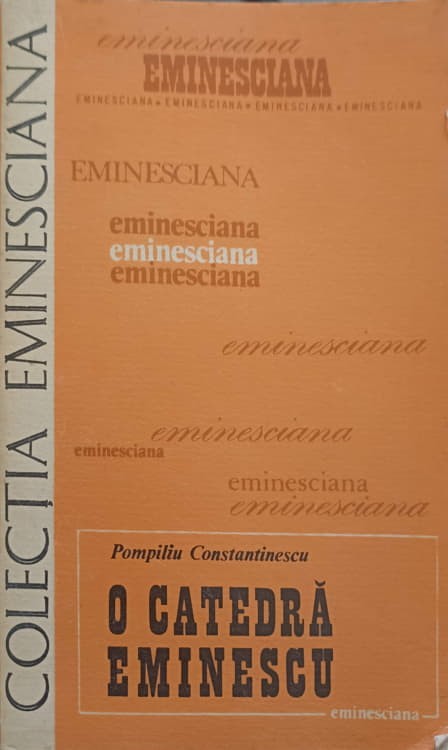 COLECȚIA EMINESCIANA
eminesciana
EMINESCIANA
EMINESCIANA • EMINESCIANA • EMINESCIANA • EMINESCIANA
EMINESCIANA
eminesciana
eminesciana
eminesciana
eminesciana
eminesciana
eminesciana
eminesciana
eminesciana
Pompiliu Constantinescu
O CATEDRĂ
EMINESCU
eminesciana